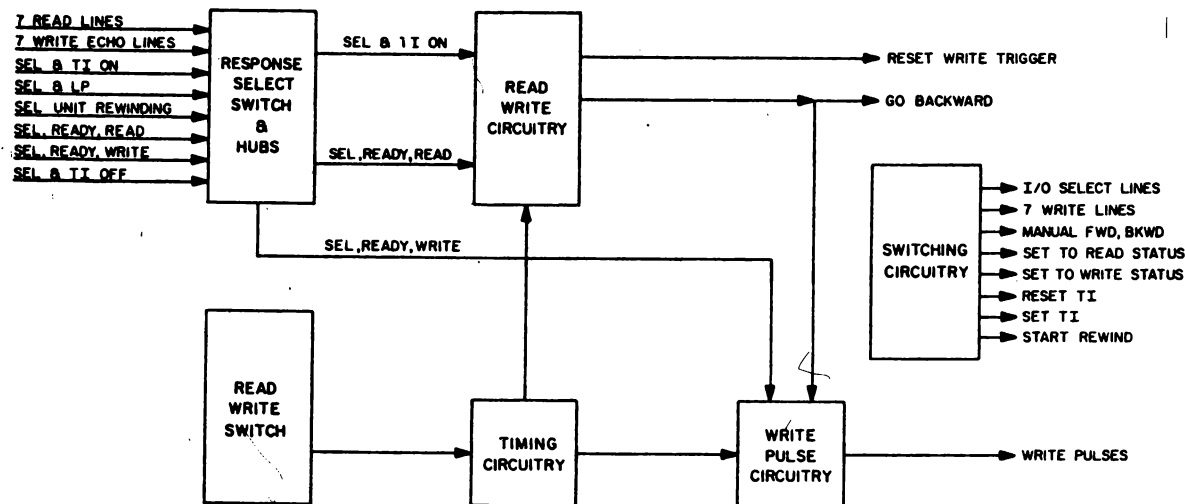 7 READ LINES
7 WRITE ECHO LINES
SEL & TI ON
SEL & LP
SEL UNIT REWINDING
SEL, READY, READ
SEL, READY, WRITE
SEL & TI OFF
RESPONSE
SELECT
SWITCH
&
HUBS
SEL & TI ON
SEL, READY, READ
SEL, READY, WRITE
READ
WRITE
CIRCUITRY
RESET WRITE TRIGGER
GO BACKWARD
SWITCHING
CIRCUITRY
I/O SELECT LINES
7 WRITE LINES
MANUAL FWD, BKWD
SET TO READ STATUS
SET TO WRITE STATUS
RESET TI
SET TI
START REWIND
READ
WRITE
SWITCH
TIMING
CIRCUITRY
WRITE
PULSE
CIRCUITRY
WRITE PULSES